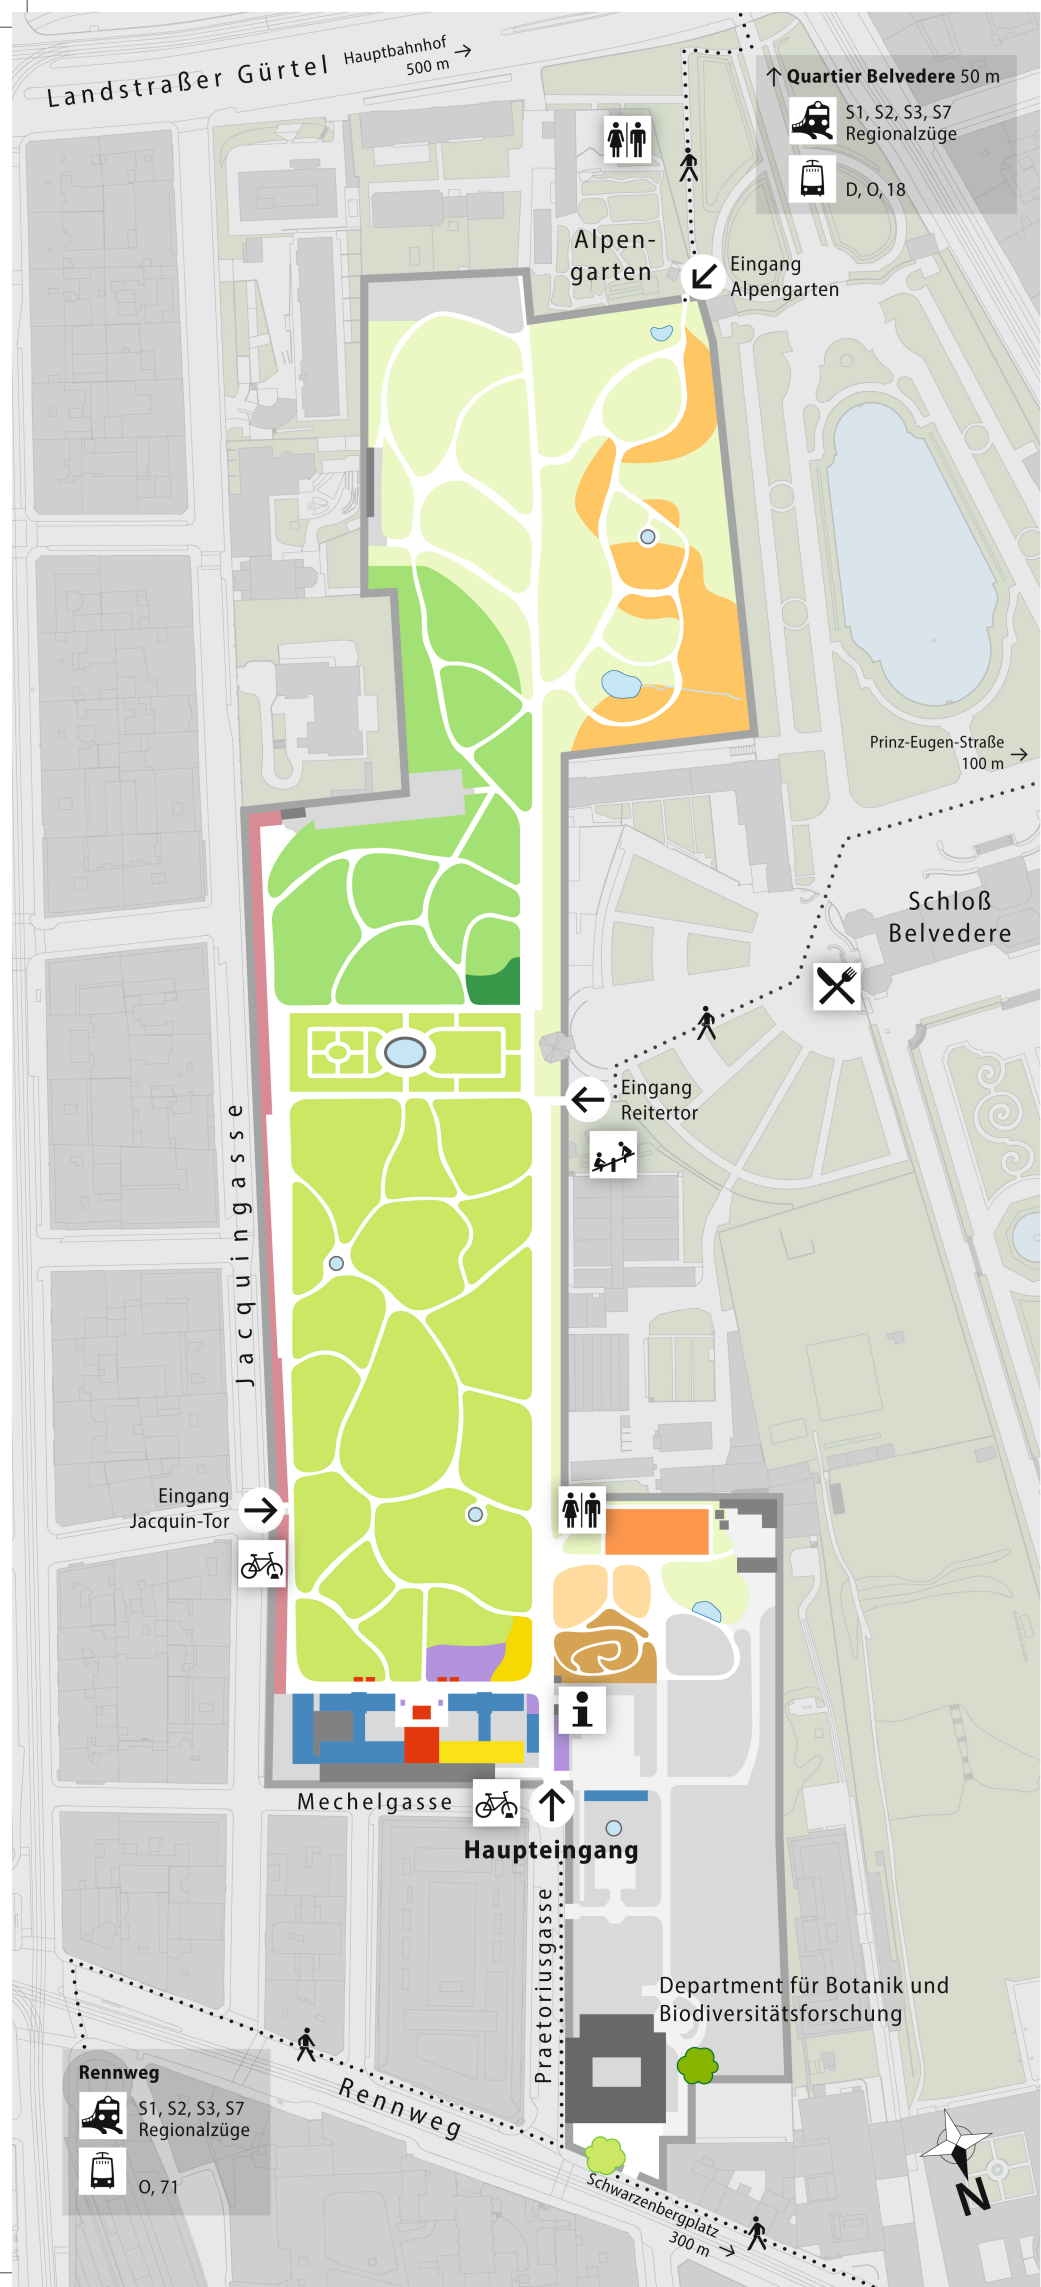 Landstraßer Gürtel
Hauptbahnhof →
500 m
↑ Quartier Belvedere 50 m
S1, S2, S3, S7
Regionalzüge
D, O, 18
Alpen-
garten
Eingang
Alpengarten
Prinz-Eugen-Straße →
100 m
Schloß
Belvedere
Eingang
Reitertor
Jacquingasse
Eingang
Jacquin-Tor
i
Mechelgasse
Haupteingang
Praetoriusgasse
Department für Botanik und
Biodiversitätsforschung
Rennweg
S1, S2, S3, S7
Regionalzüge
O, 71
Rennweg
Schwarzenbergplatz
300 m →
N